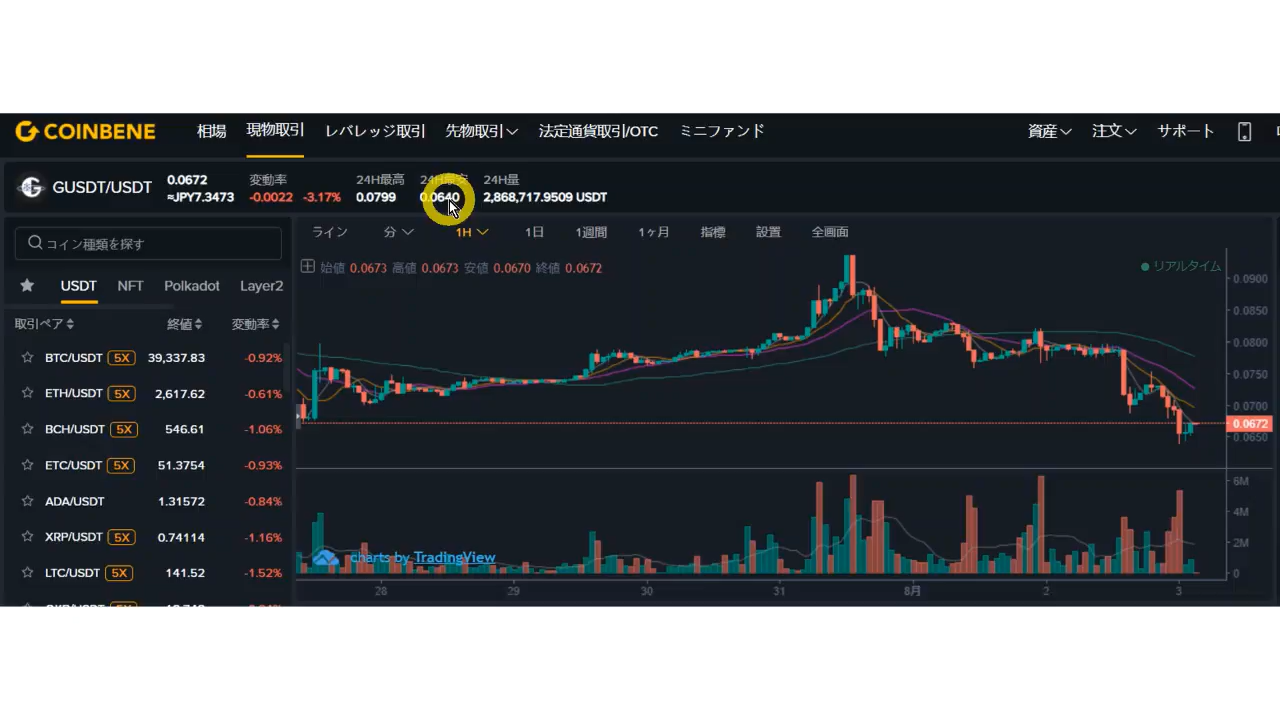 COINBENE 相場 現物取引 レバレッジ取引 先物取引 法定通貨取引/OTC ミニファンド 資産 注文 サポート
GUSDT/USDT 0.0672 変動率 24H最高 24H最安 24H量
≈JPY7.3473 -0.0022 -3.17% 0.0799 0.0640 2,868,717.9509 USDT
コイン種類を探す
USDT NFT Polkadot Layer2
取引ペア 終値 変動率
BTC/USDT 5X 39,337.83 -0.92%
ETH/USDT 5X 2,617.62 -0.61%
BCH/USDT 5X 546.61 -1.06%
ETC/USDT 5X 51.3754 -0.93%
ADA/USDT 1.31572 -0.84%
XRP/USDT 5X 0.74114 -1.16%
LTC/USDT 5X 141.52 -1.52%
ライン 分 1H 1日 1週間 1ヶ月 指標 設置 全画面
始値 0.0673 高値 0.0673 安値 0.0670 終値 0.0672
リアルタイム
0.0900
0.0850
0.0800
0.0750
0.0700
0.0672
0.0650
6M
4M
2M
0
charts by TradingView
28 29 30 31 8月 2 3